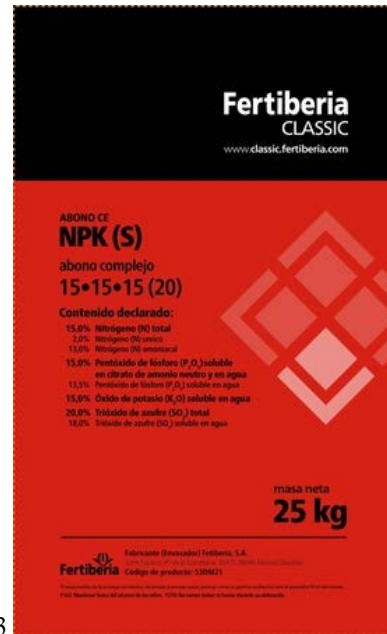 Fertiberia
CLASSIC
www.classic.fertiberia.com
ABONO CE
NPK (S)
abono complejo
15•15•15 (20)
Contenido declarado:
15,0% Nitrógeno (N) total
2,0% Nitrógeno (N) ureico
13,0% Nitrógeno (N) amoniacal
15,0% Pentóxido de fósforo (P₂O₅) soluble
en citrato de amonio neutro y en agua
13,5% Pentóxido de fósforo (P₂O₅) soluble en agua
15,0% Óxido de potasio (K₂O) soluble en agua
20,0% Trióxido de azufre (SO₃) total
18,0% Trióxido de azufre (SO₃) soluble en agua
masa neta
25 kg
Fertiberia
Fabricante (Envasador) Fetiberia, S.A.
Código de producto: 53DM21
3